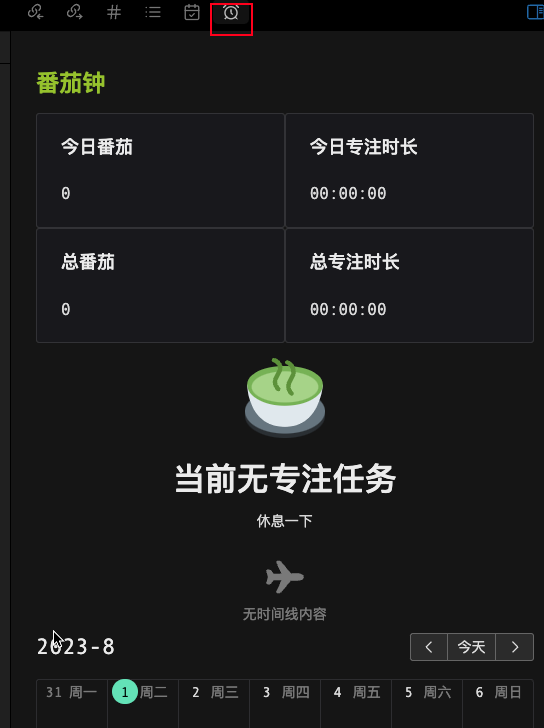 番茄钟
今日番茄 今日专注时长
0 00:00:00
总番茄 总专注时长
0 00:00:00
当前无专注任务
休息一下
无时间线内容
2023-8 今天
31 周一 1 周二 2 周三 3 周四 4 周五 5 周六 6 周日